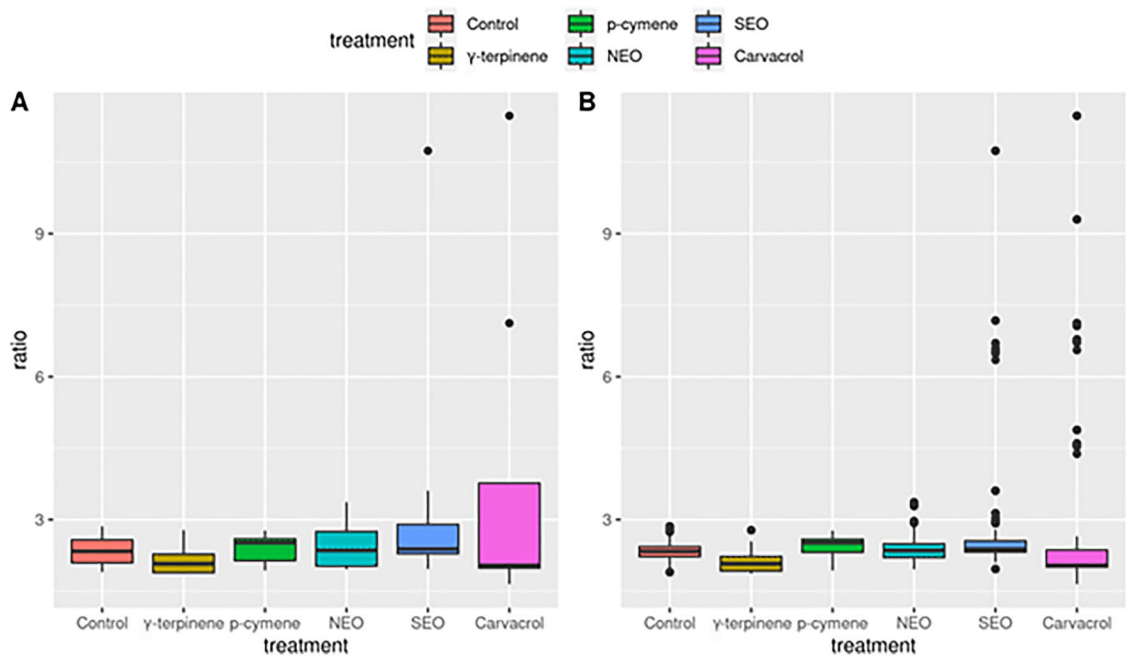 treatment
Control
p-cymene
SEO
γ-terpinene
NEO
Carvacrol
A
B
ratio
9
6
3
Control γ-terpinene p-cymene NEO SEO Carvacrol
treatment
ratio
9
6
3
Control γ-terpinene p-cymene NEO SEO Carvacrol
treatment